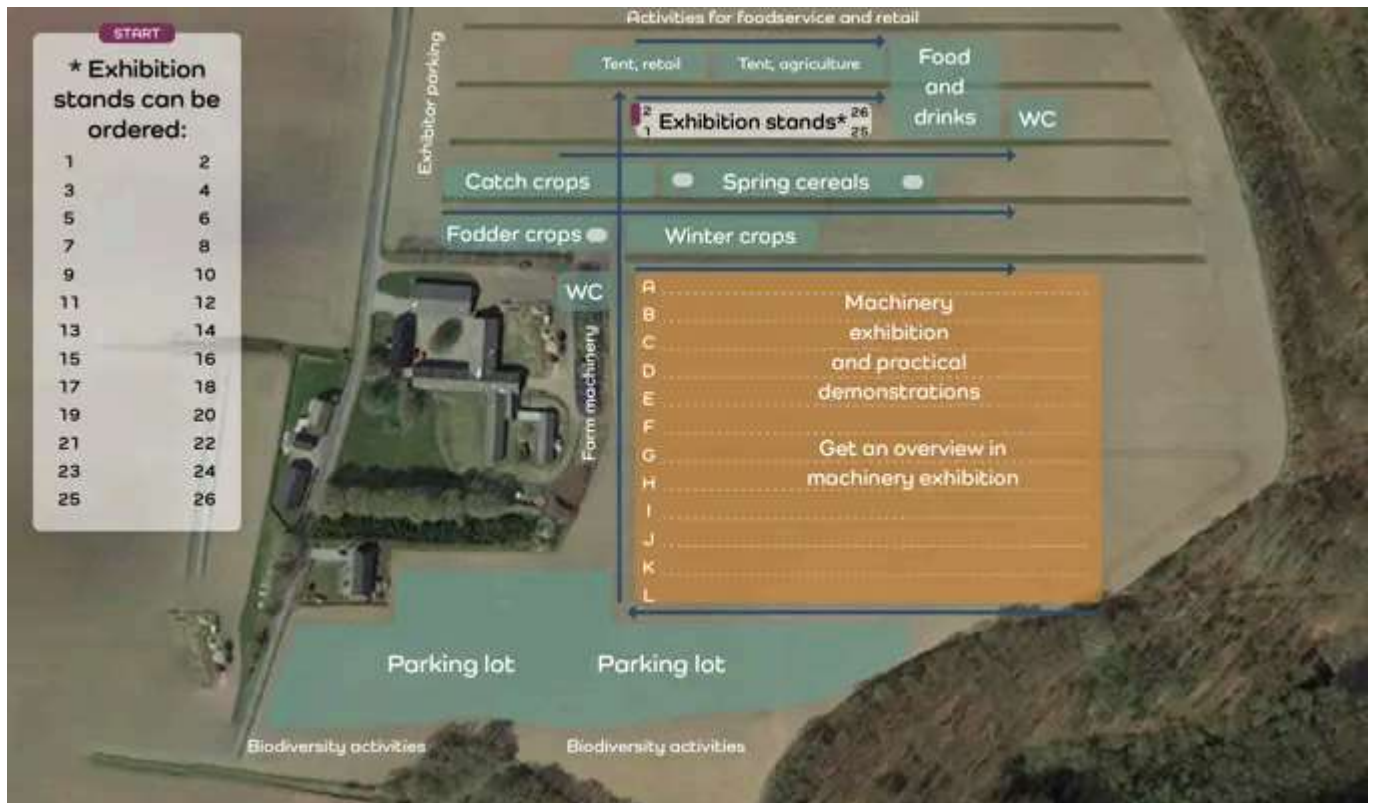 START
* Exhibition
stands can be
ordered:
1 2
3 4
5 6
7 8
9 10
11 12
13 14
15 16
17 18
19 20
21 22
23 24
25 26
Activities for foodservice and retail
Exhibitor parking
Tent, retail
Tent, agriculture
Food
and
drinks
WC
2 26
Exhibition stands*
1 25
Catch crops
Spring cereals
Fodder crops
Winter crops
WC
Farm machinery
A
B
C
D
E
F
G
H
I
J
K
L
Machinery
exhibition
and practical
demonstrations
Get an overview in
machinery exhibition
Parking lot
Parking lot
Biodiversity activities
Biodiversity activities